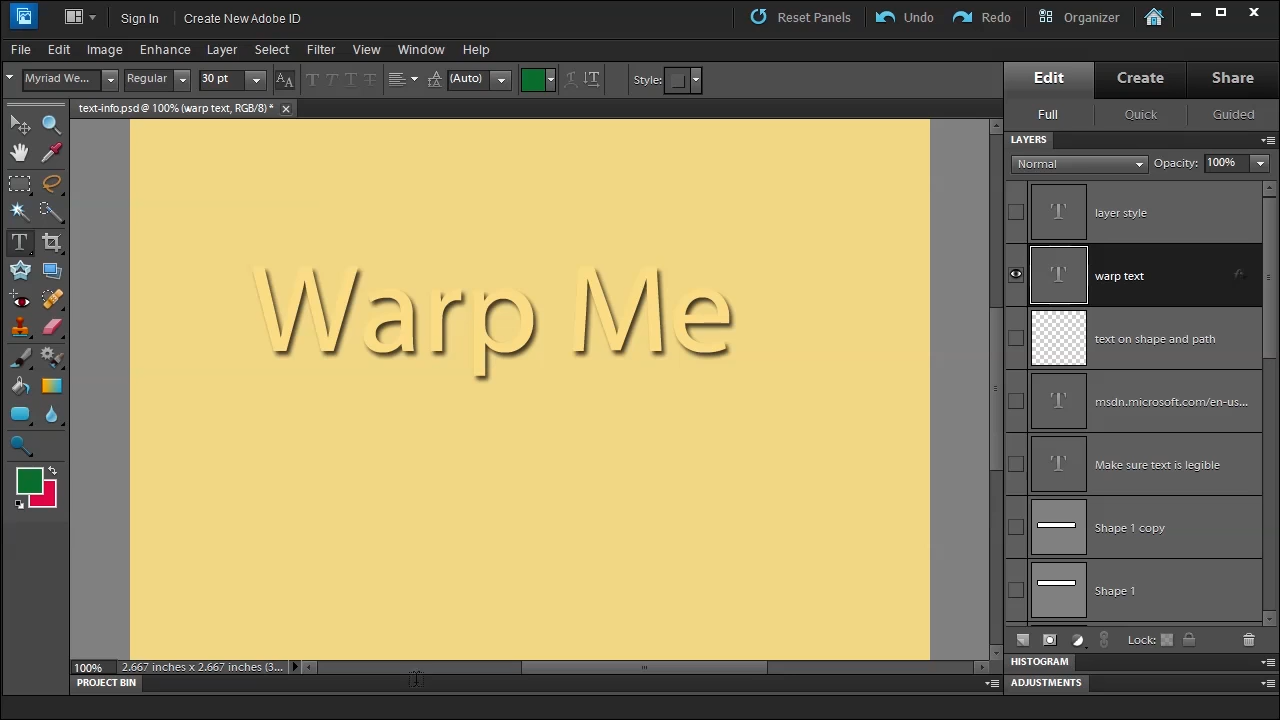 Sign In
Create New Adobe ID
Reset Panels
Undo
Redo
Organizer
File Edit Image Enhance Layer Select Filter View Window Help
Myriad We... Regular 30 pt (Auto) Style:
Edit Create Share
Full Quick Guided
text-info.psd @ 100% (warp text, RGB/8) *
LAYERS
Normal Opacity: 100%
layer style
warp text
text on shape and path
msdn.microsoft.com/en-us...
Make sure text is legible
Shape 1 copy
Shape 1
Warp Me
Lock:
100% 2.667 inches x 2.667 inches (3...
HISTOGRAM
PROJECT BIN
ADJUSTMENTS